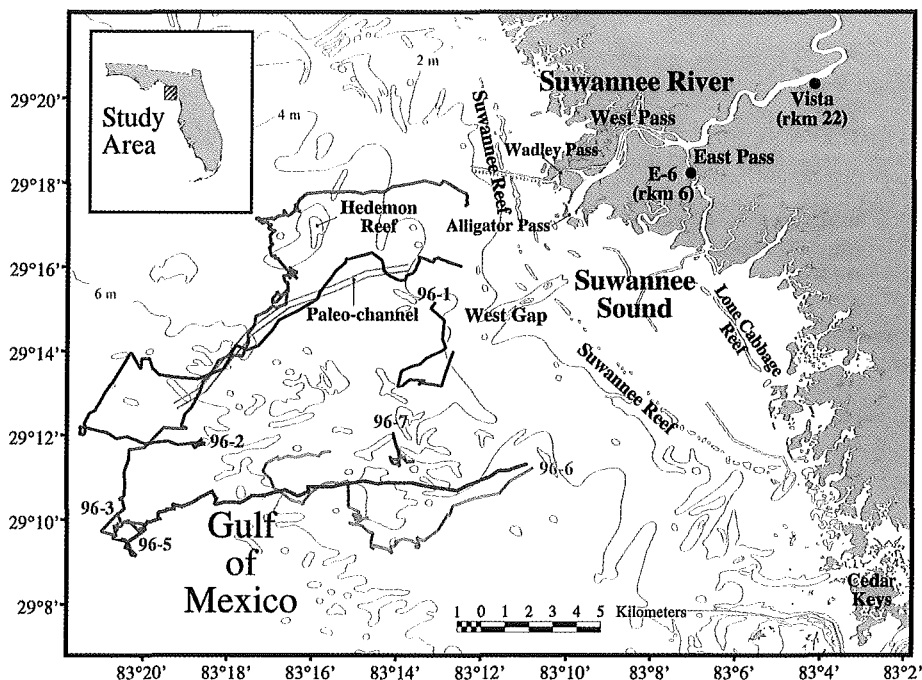 29°20'
29°18'
29°16'
29°14'
29°12'
29°10'
29°8'
Study
Area
2 m
4 m
6 m
Suwannee River
Vista
(rkm 22)
West Pass
Wadley Pass
East Pass
E-6
(rkm 6)
Suwannee Reef
Alligator Pass
Hedemon
Reef
Paleo-channel
96-1
West Gap
Suwannee
Sound
Lone Cabbage
Reef
Suwannee Reef
96-2
96-7
96-6
96-3
96-5
Gulf
of
Mexico
Cedar
Keys
1 0 1 2 3 4 5 Kilometers
83°20' 83°18' 83°16' 83°14' 83°12' 83°10' 83°8' 83°6' 83°4' 83°2'